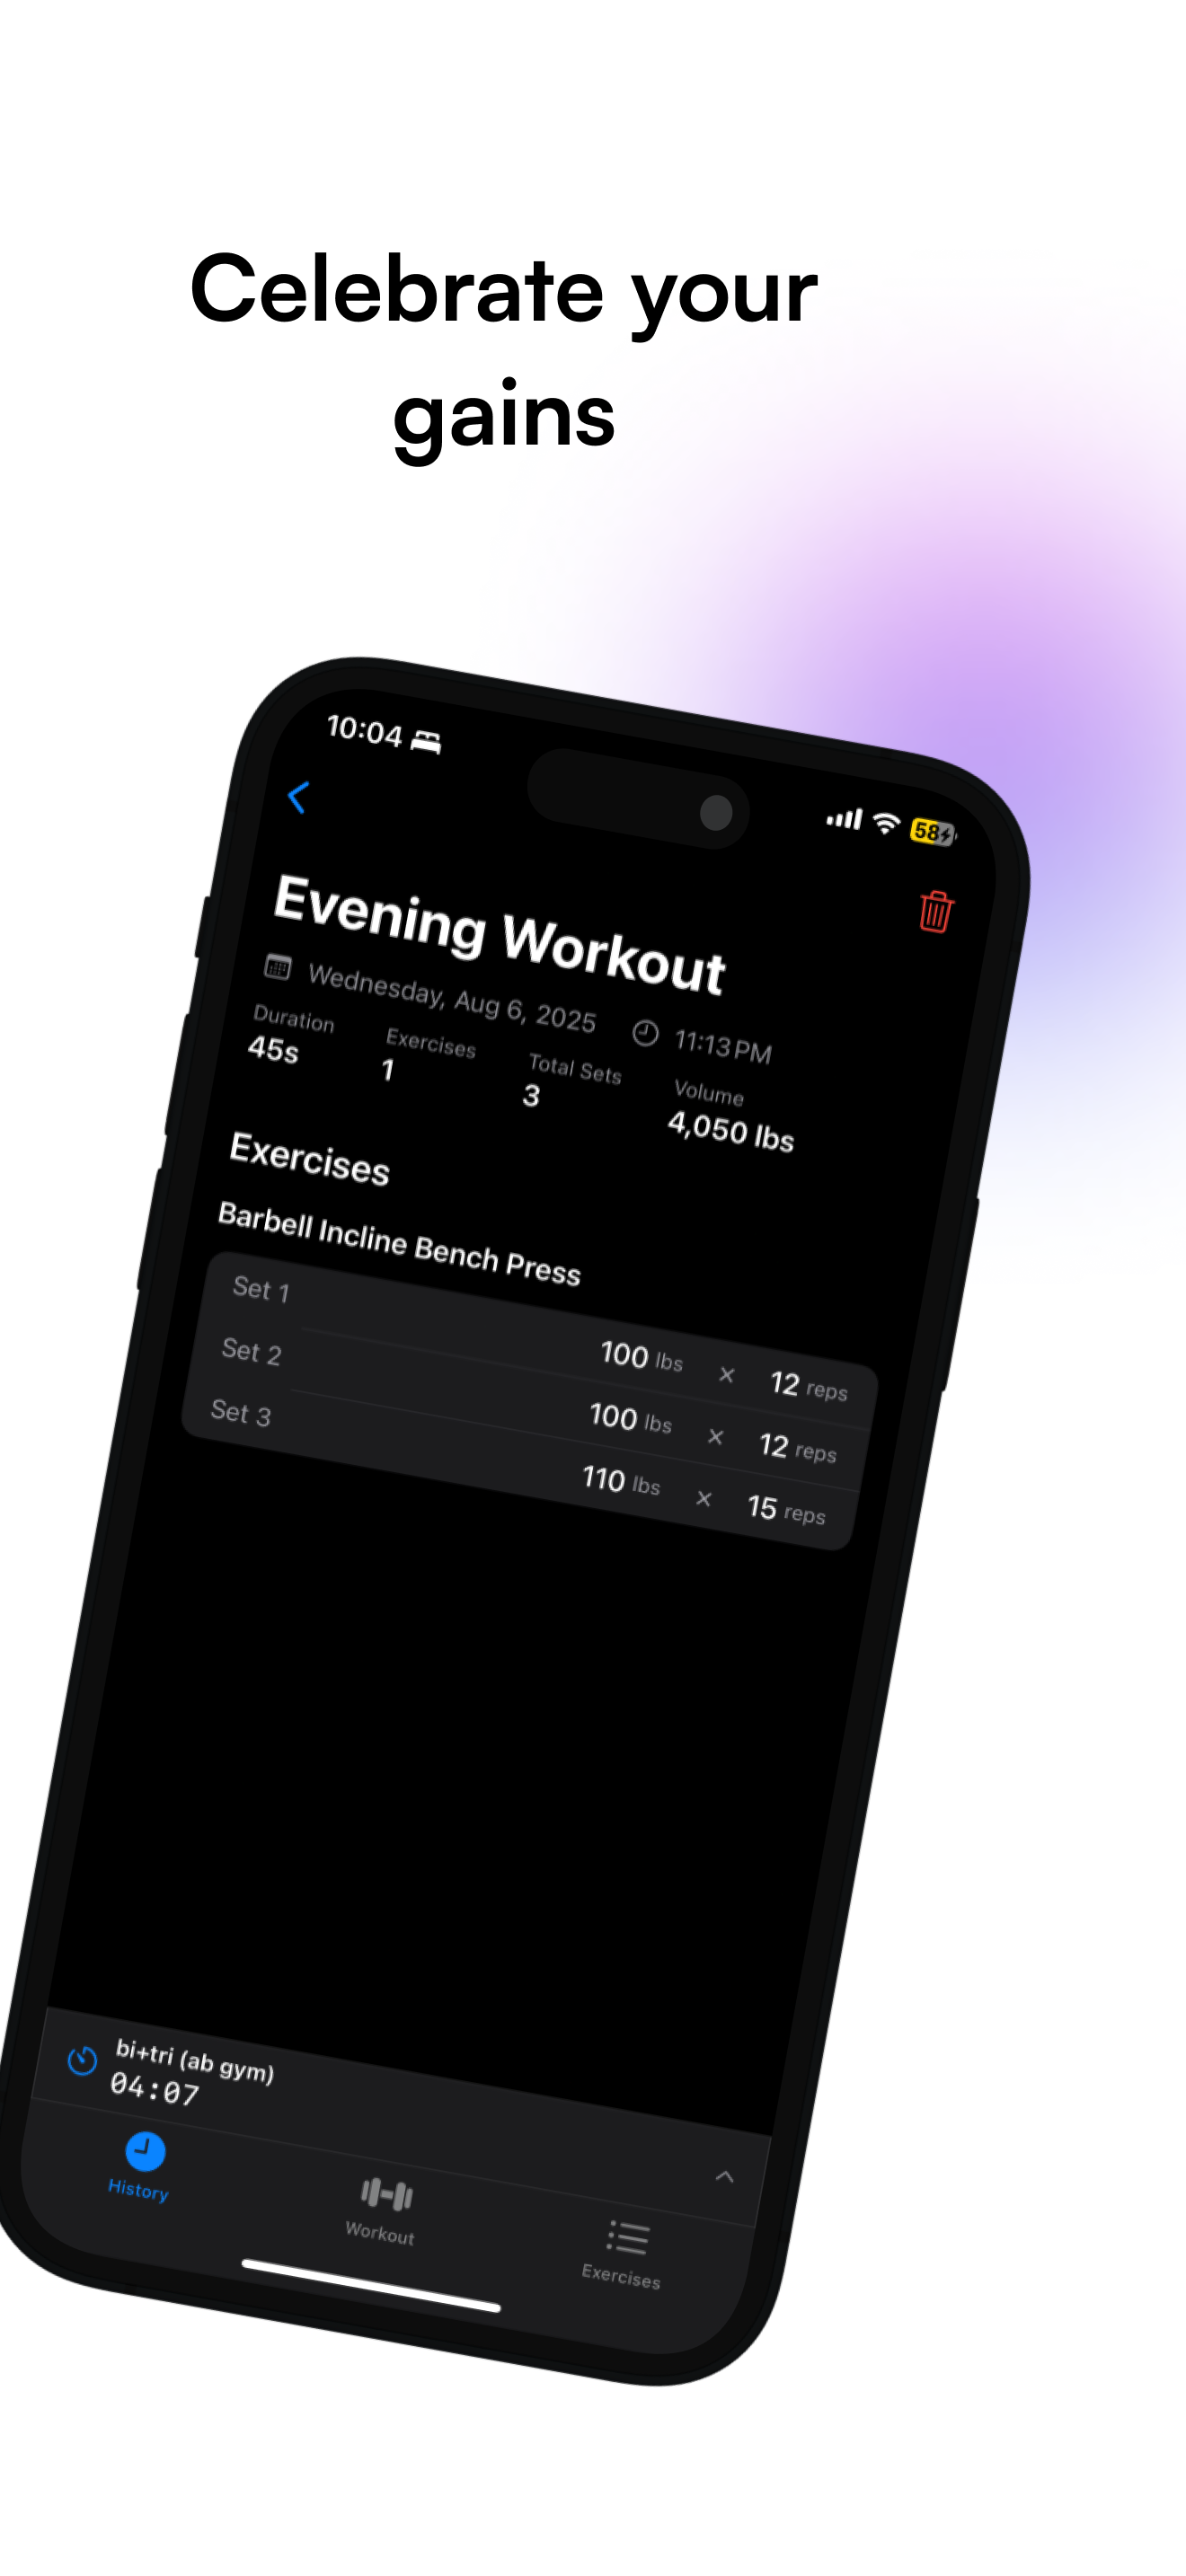 Celebrate your
gains
10:04
58
Evening Workout
Wednesday, Aug 6, 2025 11:13 PM
Duration Exercises Total Sets Volume
45s 1 3 4,050 lbs
Exercises
Barbell Incline Bench Press
Set 1 100 lbs × 12 reps
Set 2 100 lbs × 12 reps
Set 3 110 lbs × 15 reps
bi+tri (ab gym)
04:07
History Workout Exercises